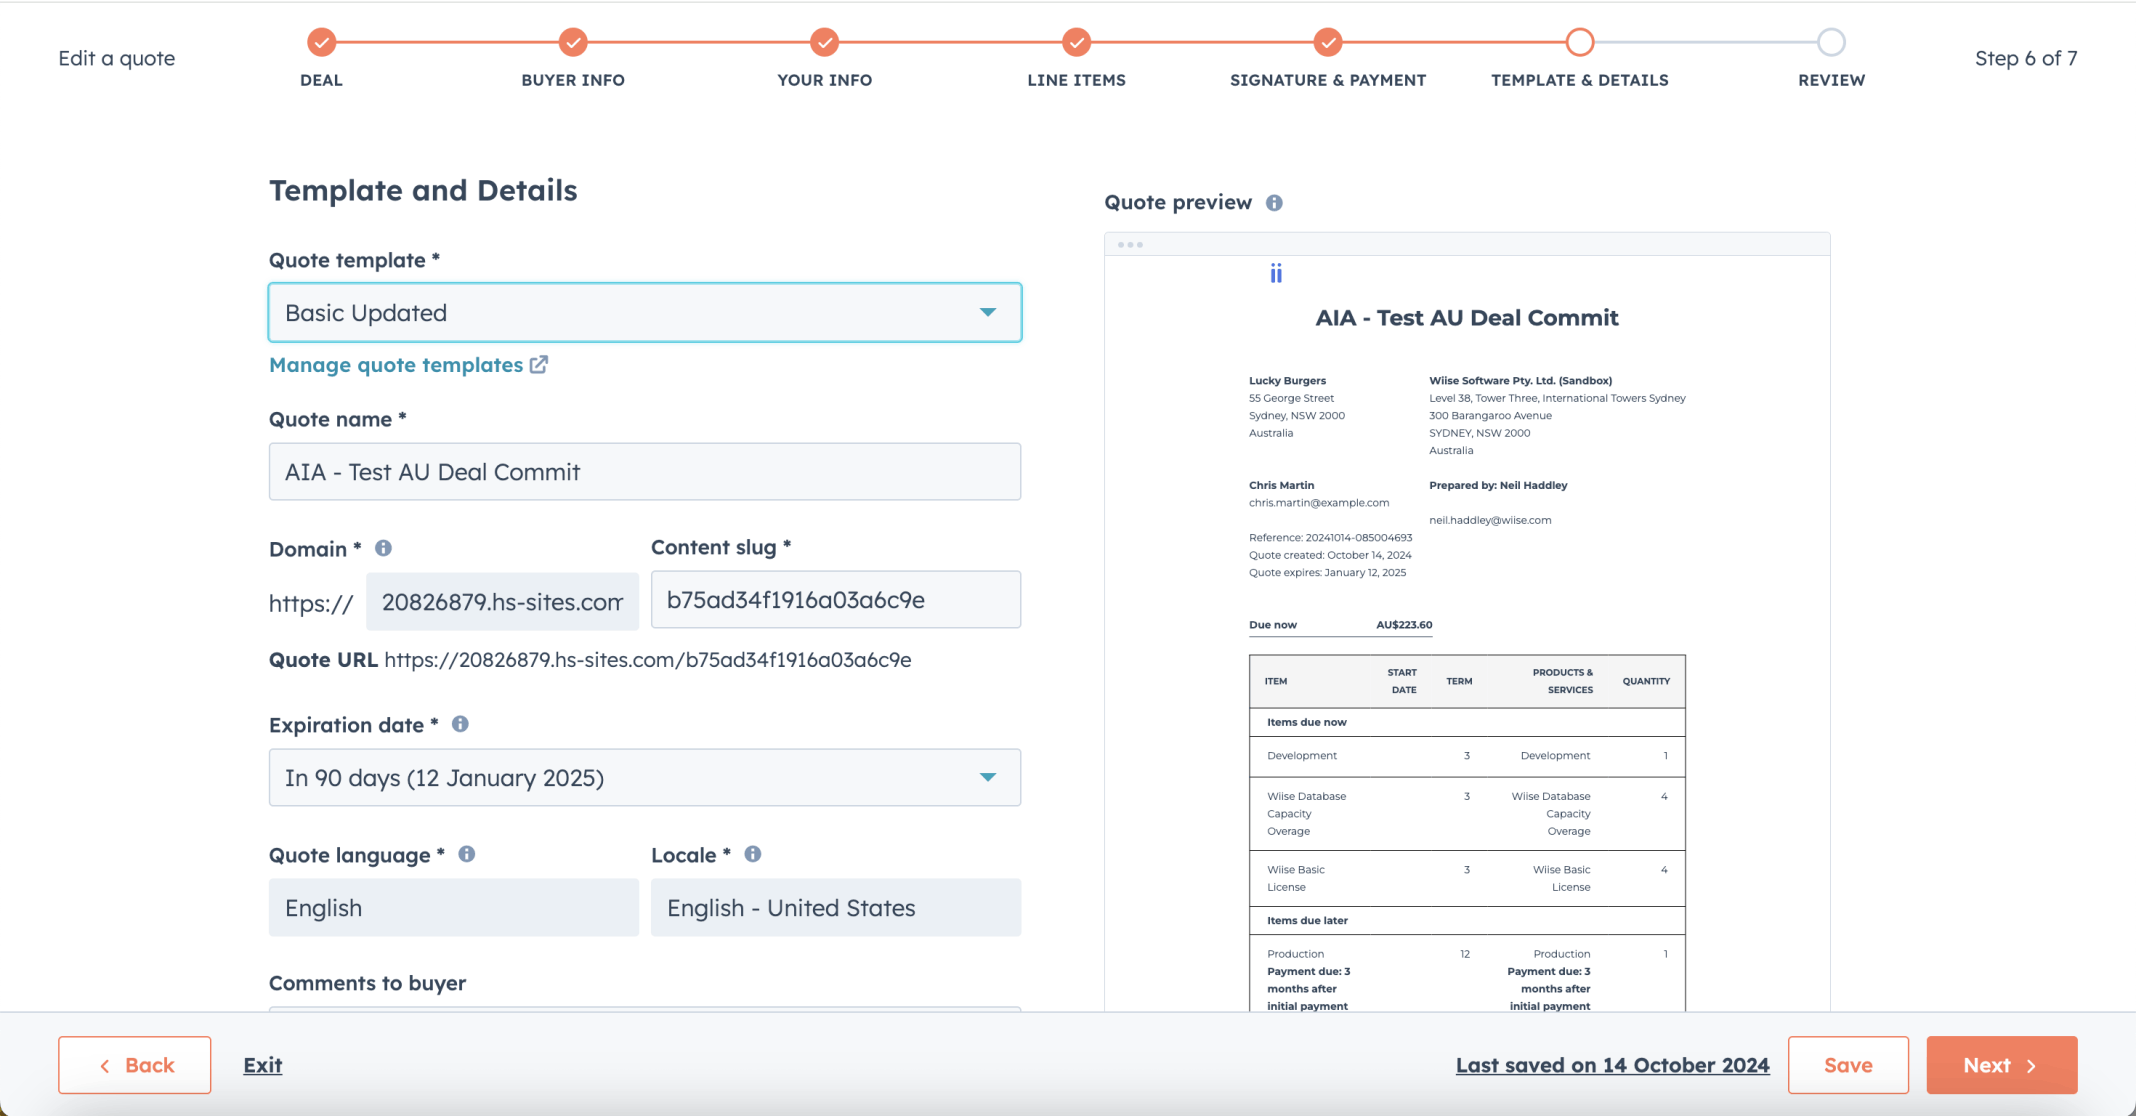 Edit a quote
DEAL
BUYER INFO
YOUR INFO
LINE ITEMS
SIGNATURE & PAYMENT
TEMPLATE & DETAILS
REVIEW
Step 6 of 7
Template and Details
Quote template *
Basic Updated
Manage quote templates
Quote name *
AIA - Test AU Deal Commit
Domain *
Content slug *
https:// 20826879.hs-sites.com
b75ad34f1916a03a6c9e
Quote URL https://20826879.hs-sites.com/b75ad34f1916a03a6c9e
Expiration date *
In 90 days (12 January 2025)
Quote language *
Locale *
English
English - United States
Comments to buyer
Quote preview
ii
AIA - Test AU Deal Commit
Lucky Burgers
55 George Street
Sydney, NSW 2000
Australia
Wiise Software Pty. Ltd. (Sandbox)
Level 38, Tower Three, International Towers Sydney
300 Barangaroo Avenue
SYDNEY, NSW 2000
Australia
Chris Martin
chris.martin@example.com
Prepared by: Neil Haddley
neil.haddley@wiise.com
Reference: 20241014-085004693
Quote created: October 14, 2024
Quote expires: January 12, 2025
Due now AU$223.60
ITEM START DATE TERM PRODUCTS & SERVICES QUANTITY
Items due now
Development 3 Development 1
Wiise Database Capacity Overage 3 Wiise Database Capacity Overage 4
Wiise Basic License 3 Wiise Basic License 4
Items due later
Production 12 Production 1
Payment due: 3 Payment due: 3
months after months after
initial payment initial payment
Back
Exit
Last saved on 14 October 2024
Save
Next